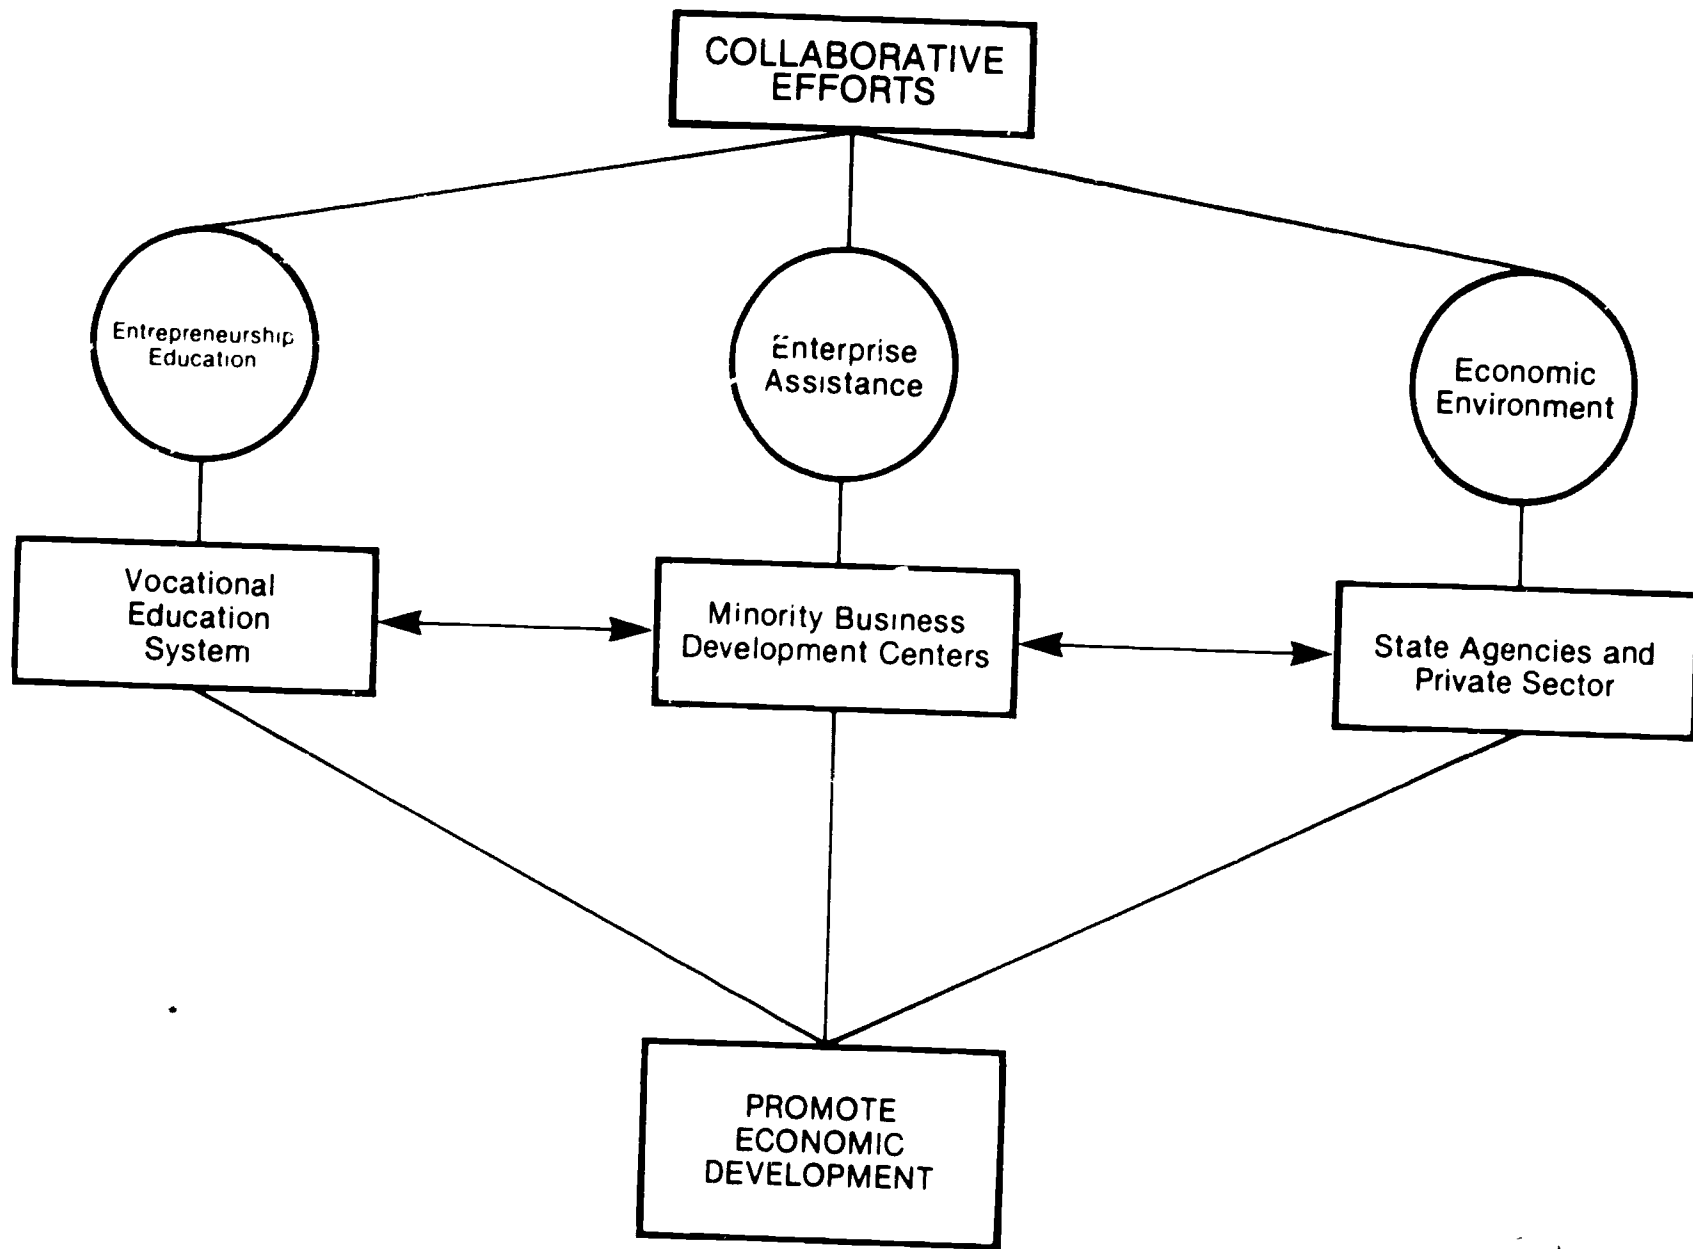 COLLABORATIVE
EFFORTS
Entrepreneurship
Education
Enterprise
Assistance
Economic
Environment
Vocational
Education
System
Minority Business
Development Centers
State Agencies and
Private Sector
PROMOTE
ECONOMIC
DEVELOPMENT